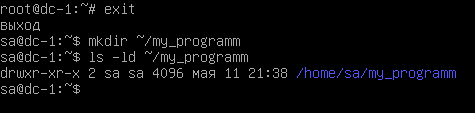 root@dc-1:~# exit
выход
sa@dc-1:~$ mkdir ~/my_programm
sa@dc-1:~$ ls -ld ~/my_programm
drwxr-xr-x 2 sa sa 4096 мая 11 21:38 /home/sa/my_programm
sa@dc-1:~$